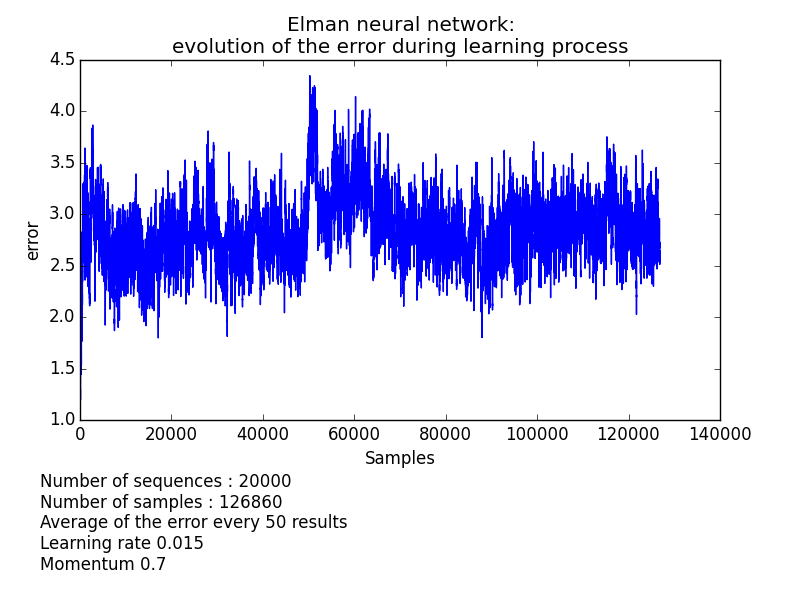 Elman neural network:
evolution of the error during learning process
4.5
4.0
3.5
3.0
2.5
2.0
1.5
1.0
error
0 20000 40000 60000 80000 100000 120000 140000
Samples
Number of sequences : 20000
Number of samples : 126860
Average of the error every 50 results
Learning rate 0.015
Momentum 0.7